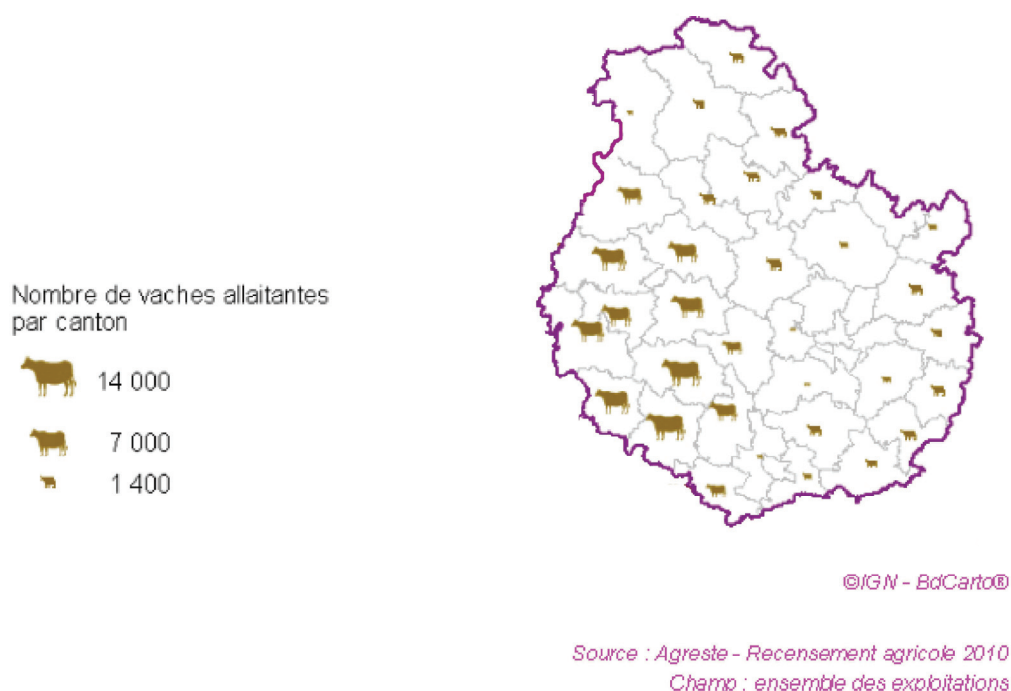 Nombre de vaches allaitantes
par canton
14 000
7 000
1 400
©IGN - BdCarto®
Source : Agreste - Recensement agricole 2010
Champ : ensemble des exploitations